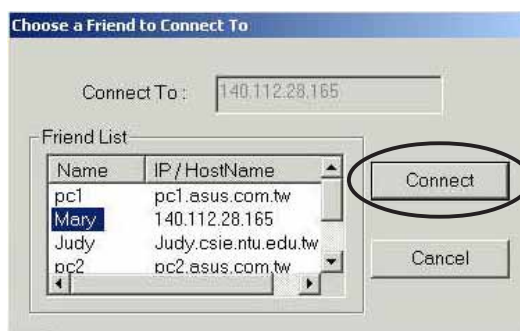 Choose a Friend to Connect To
Connect To : 140.112.28.165
Friend List
Name IP / HostName
pc1 pc1.asus.com.tw
Mary 140.112.28.165
Judy Judy.csie.ntu.edu.tw
pc2 pc2.asus.com.tw
Connect
Cancel